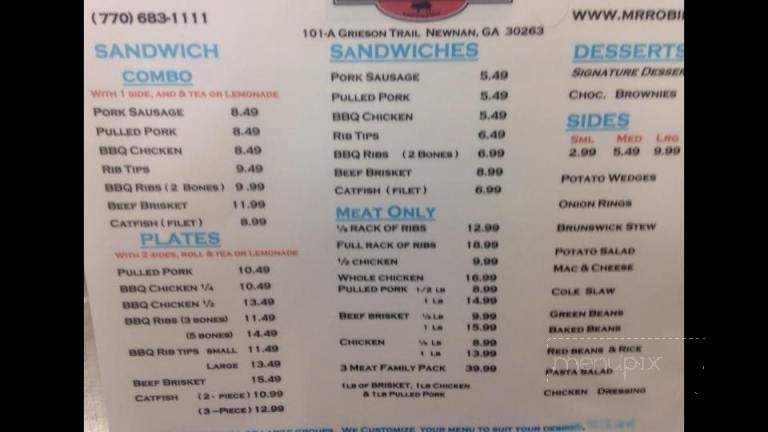 (770) 683-1111
101-A Grieson Trail Newnan, GA 30263
WWW.MRROBI
SANDWICH
COMBO
With 1 side, and & tea or lemonade
Pork Sausage 8.49
Pulled Pork 8.49
BBQ Chicken 8.49
Rib Tips 9.49
BBQ Ribs (2 Bones) 9.99
Beef Brisket 11.99
Catfish (Filet) 8.99
PLATES
With 2 sides, roll & tea or lemonade
Pulled Pork 10.49
BBQ Chicken ¼ 10.49
BBQ Chicken ½ 13.49
BBQ Ribs (3 bones) 11.49
(5 bones) 14.49
BBQ Rib tips small 11.49
Large 13.49
Beef Brisket 15.49
Catfish (2-piece) 10.99
(3-Piece) 12.99
SANDWICHES
Pork Sausage 5.49
Pulled Pork 5.49
BBQ Chicken 5.49
Rib Tips 6.49
BBQ Ribs (2 Bones) 6.99
Beef Brisket 8.99
Catfish (Filet) 6.99
Meat Only
Rack of Ribs 12.99
Full rack of ribs 18.99
½ chicken 9.99
Whole chicken 16.99
Pulled pork 1/2 Lb 8.99
1 Lb 14.99
Beef brisket ½ Lb 9.99
1 Lb 15.99
Chicken Lb 8.99
1 Lb 13.99
3 Meat Family Pack 39.99
1Lb of brisket, 1Lb chicken
& 1Lb pulled pork
DESSERTS
Signature Desser
Choc. Brownies
SIDES
Sml Med Lrg
2.99 5.49 9.99
Potato Wedges
Onion Rings
Brunswick Stew
Potato Salad
Mac & Cheese
Cole Slaw
Green Beans
Baked Beans
Red beans & Rice
Pasta Salad
Chicken Dressing
menupix
large groups. We Customize your menu to suit your desire.